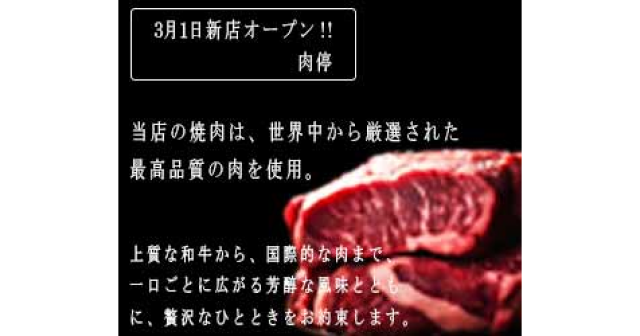 3月1日新店オープン!!
肉停
当店の焼肉は、世界中から厳選された
最高品質の肉を使用。
上質な和牛から、国際的な肉まで、
一口ごとに広がる芳醇な風味ととも
に、贅沢なひとときをお約束します。